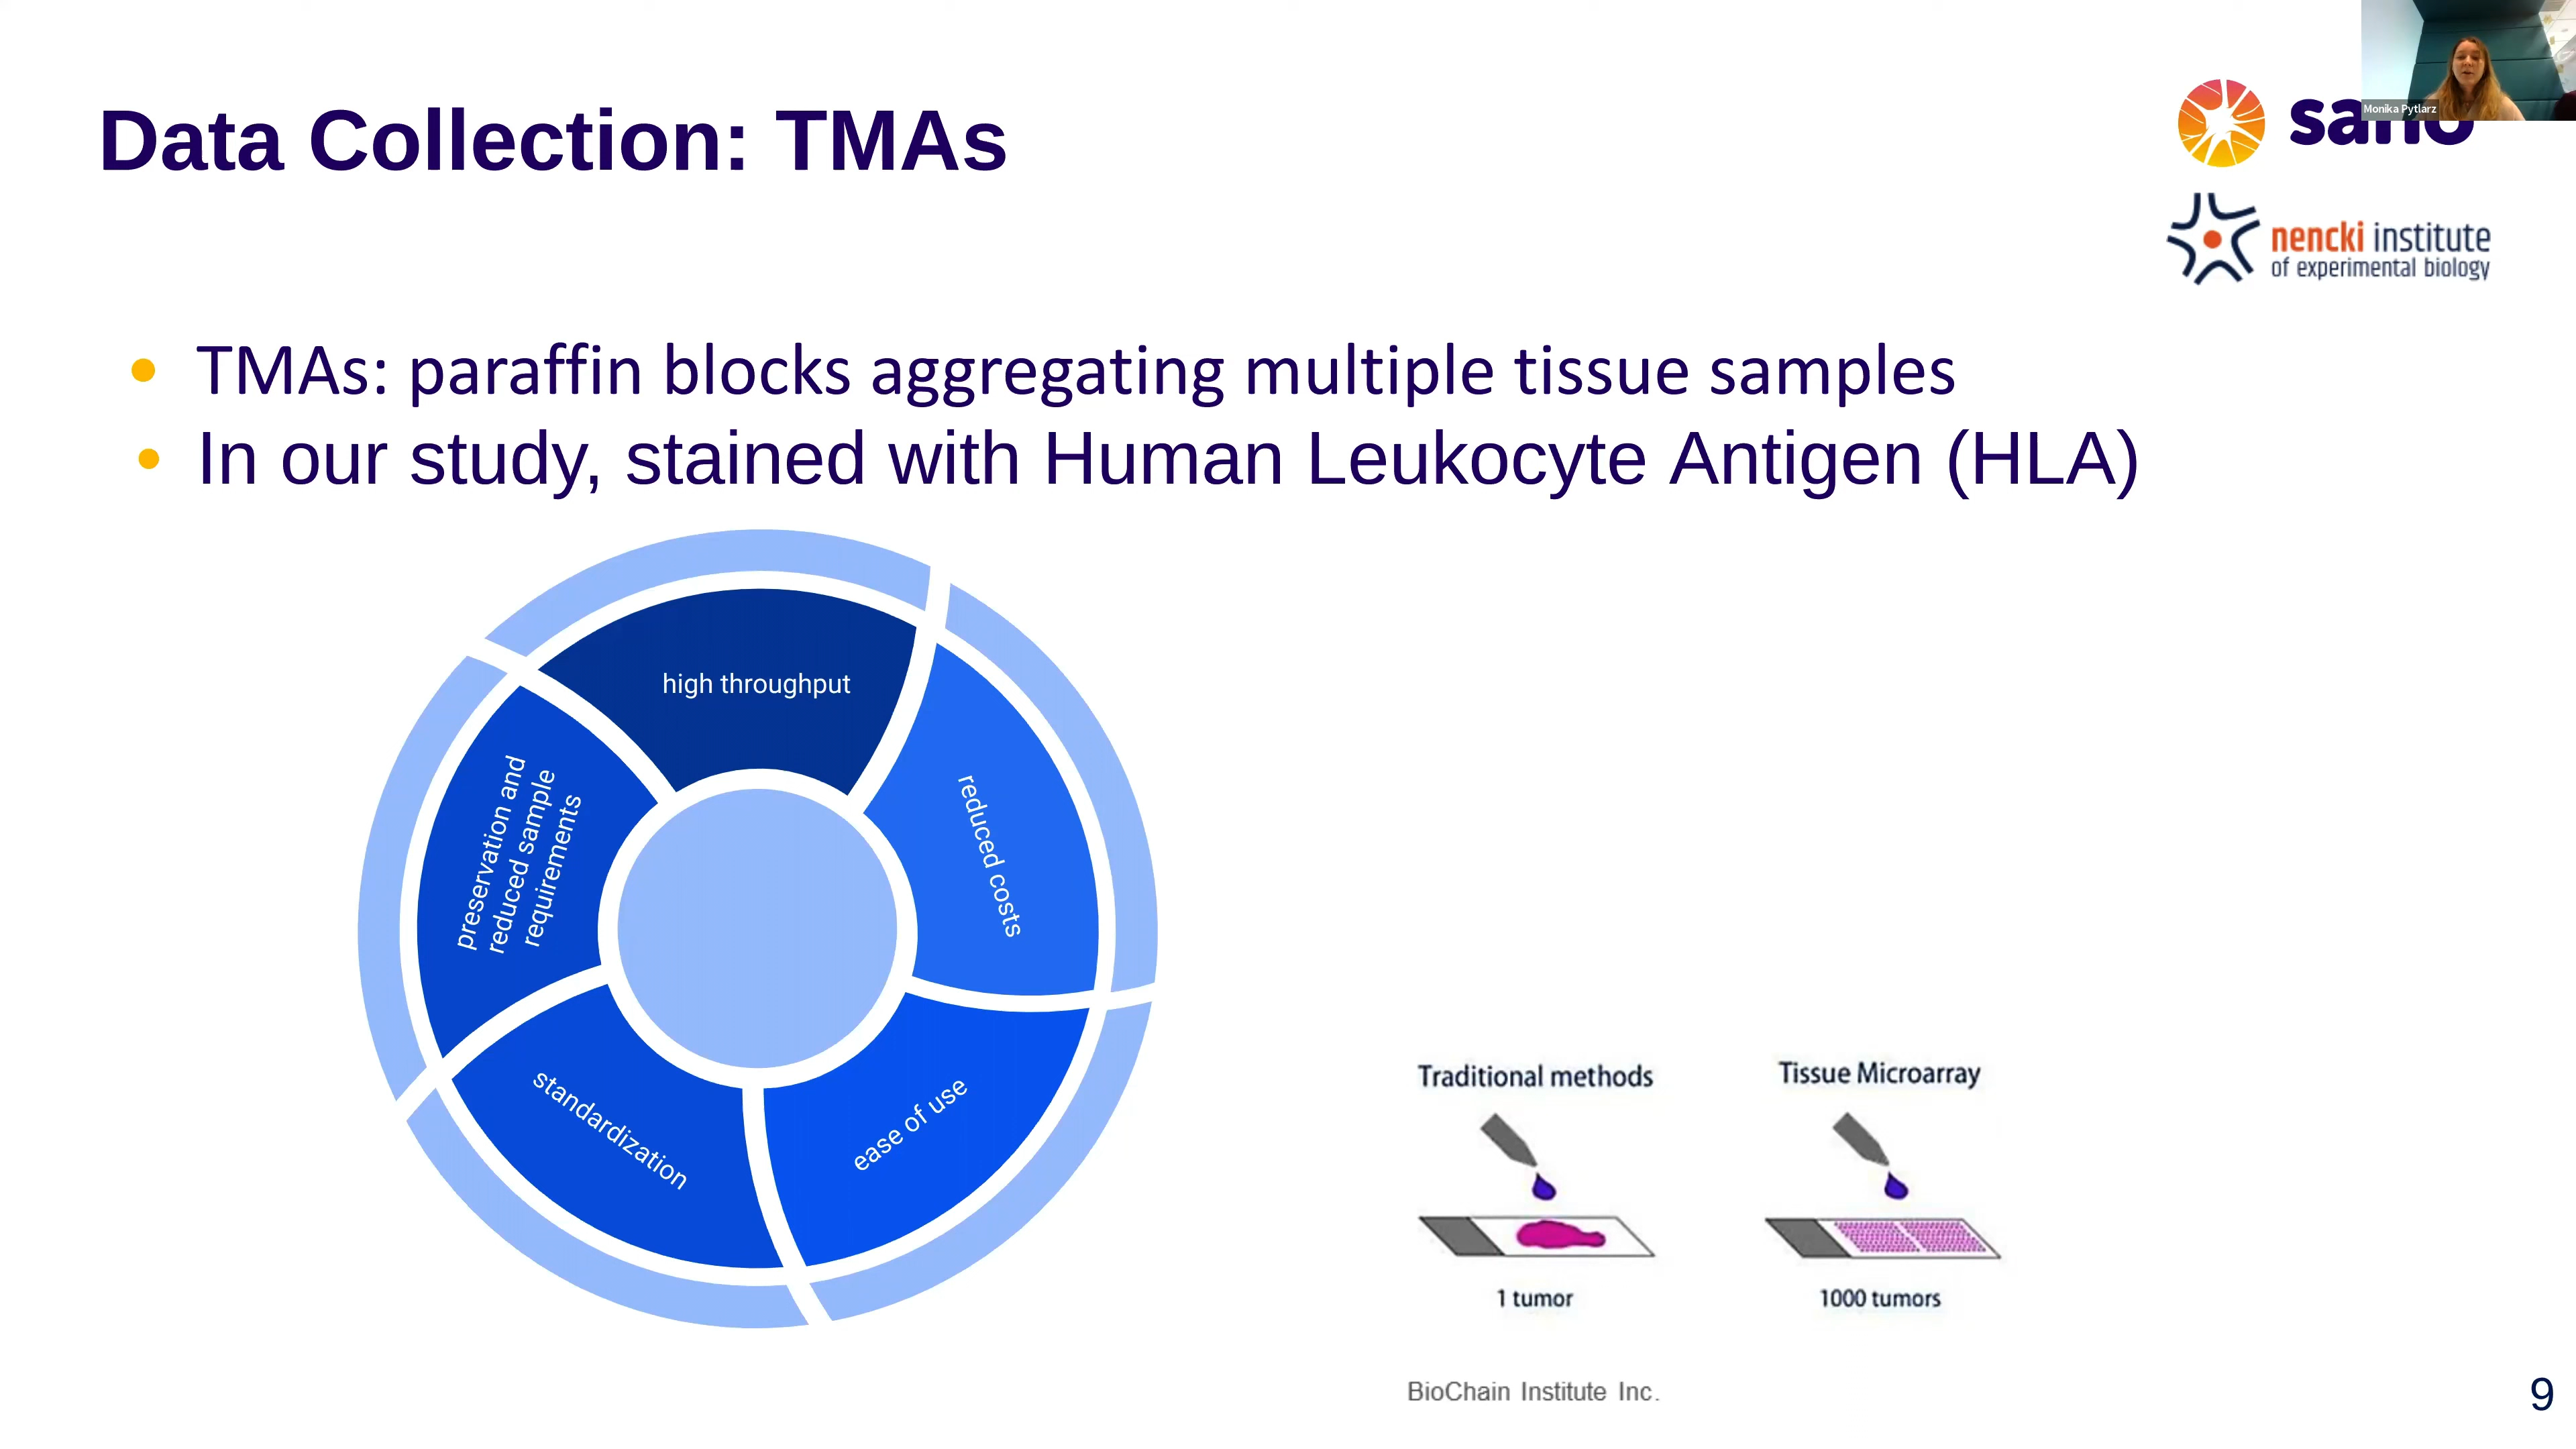 Monika Pytlarz
Data Collection: TMAs
sano
nencki institute
of experimental biology
TMAs: paraffin blocks aggregating multiple tissue samples
In our study, stained with Human Leukocyte Antigen (HLA)
high throughput
reduced costs
ease of use
standardization
preservation and
reduced sample
requirements
Traditional methods
Tissue Microarray
1 tumor
1000 tumors
BioChain Institute Inc.
9